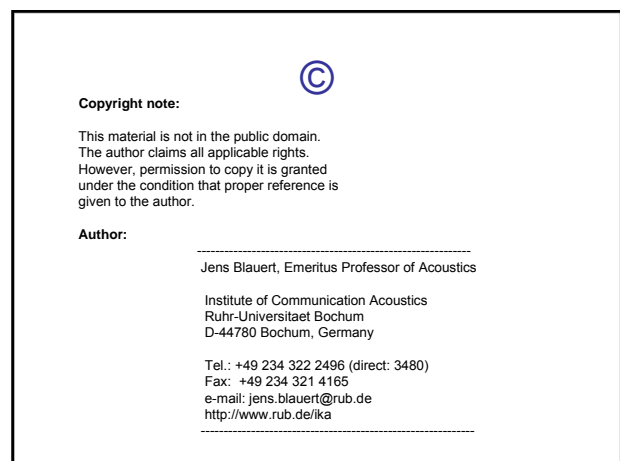 ©
Copyright note:
This material is not in the public domain.
The author claims all applicable rights.
However, permission to copy it is granted
under the condition that proper reference is
given to the author.
Author:
------------------------------------------------------------
Jens Blauert, Emeritus Professor of Acoustics
Institute of Communication Acoustics
Ruhr-Universitaet Bochum
D-44780 Bochum, Germany
Tel.: +49 234 322 2496 (direct: 3480)
Fax: +49 234 321 4165
e-mail: jens.blauert@rub.de
http://www.rub.de/ika
------------------------------------------------------------